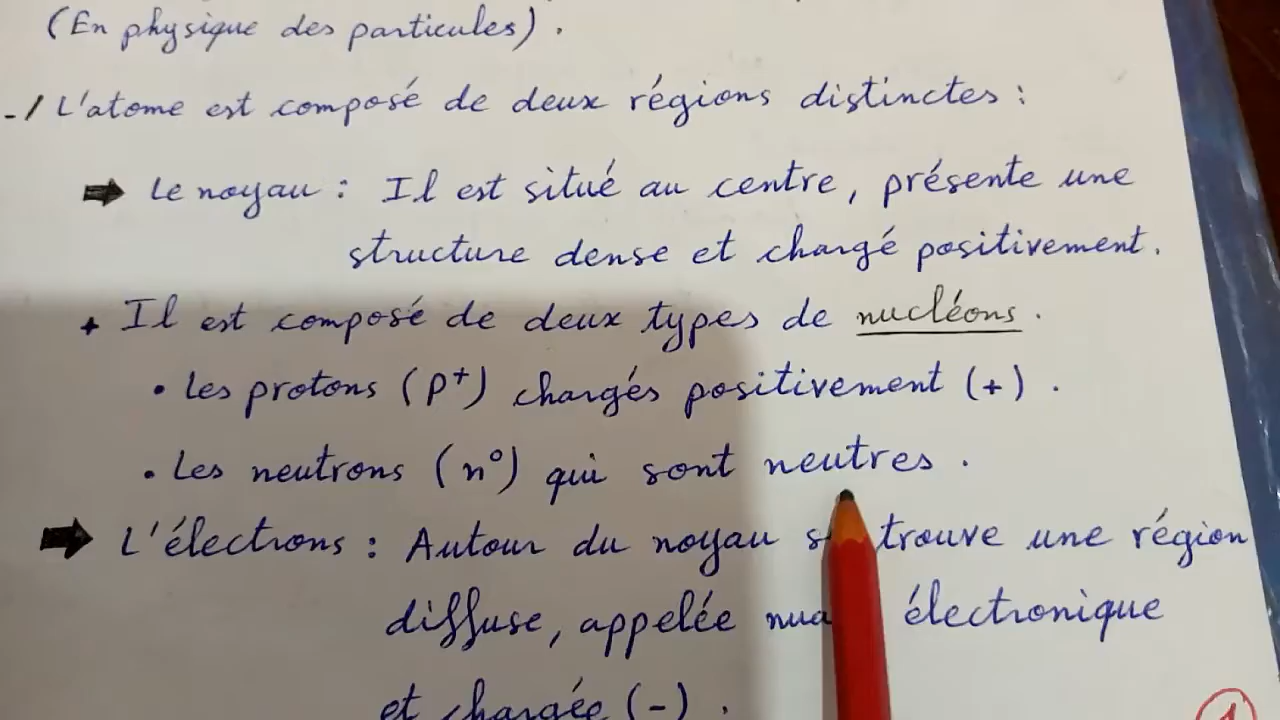 (En physique des particules).
-/ L'atome est composé de deux régions distinctes :
➡ Le noyau : Il est situé au centre, présente une
structure dense et chargé positivement.
+ Il est composé de deux types de nucléons.
• Les protons (P⁺) chargés positivement (+).
• Les neutrons (n°) qui sont neutres.
➡ L'électrons : Autour du noyau trouve une région
diffuse, appelée électronique
et chargée (-).
1